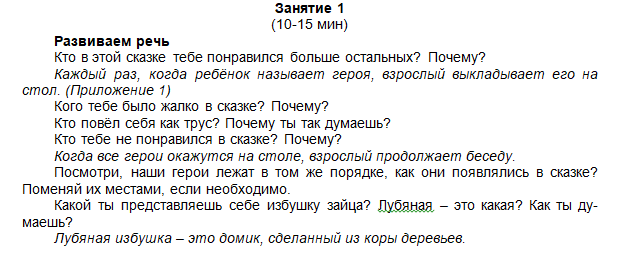 Занятие 1
(10-15 мин)
Развиваем речь
Кто в этой сказке тебе понравился больше остальных? Почему?
Каждый раз, когда ребёнок называет героя, взрослый выкладывает его на
стол. (Приложение 1)
Кого тебе было жалко в сказке? Почему?
Кто повёл себя как трус? Почему ты так думаешь?
Кто тебе не понравился в сказке? Почему?
Когда все герои окажутся на столе, взрослый продолжает беседу.
Посмотри, наши герои лежат в том же порядке, как они появлялись в сказке?
Поменяй их местами, если необходимо.
Какой ты представляешь себе избушку зайца? Лубяная – это какая? Как ты ду-
маешь?
Лубяная избушка – это домик, сделанный из коры деревьев.